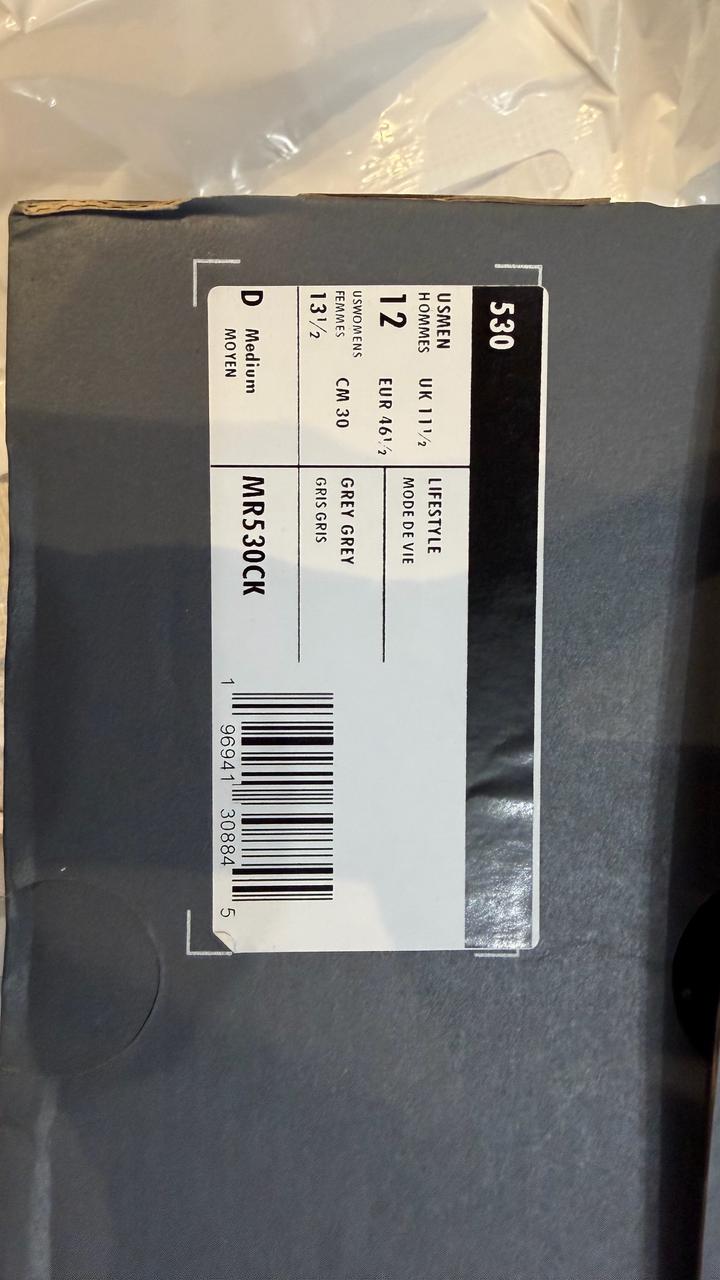 530
USMEN
HOMMES
12
UK 11½
EUR 46½
USWOMENS
FEMMES
13½
CM 30
D Medium
MOYEN
LIFESTYLE
MODE DE VIE
GREY GREY
GRIS GRIS
MR530CK
1 96941 30884 5